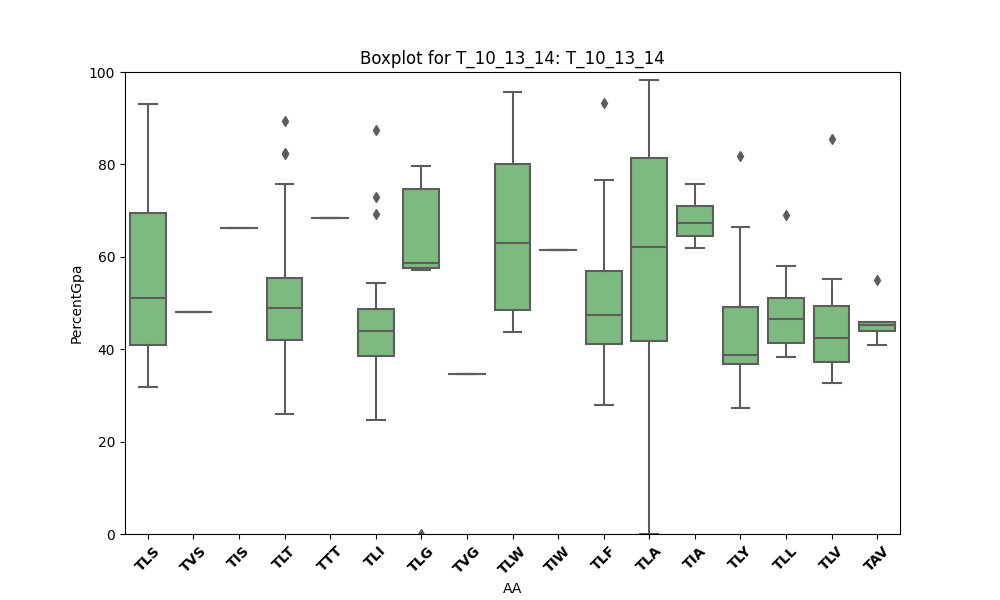 Boxplot for T_10_13_14: T_10_13_14
PercentGpa
100
80
60
40
20
0
TLS TVS TIS TLT TTT TLI TLG TVG TLW TIW TLF TLA TIA TLY TLL TLV TAV
AA